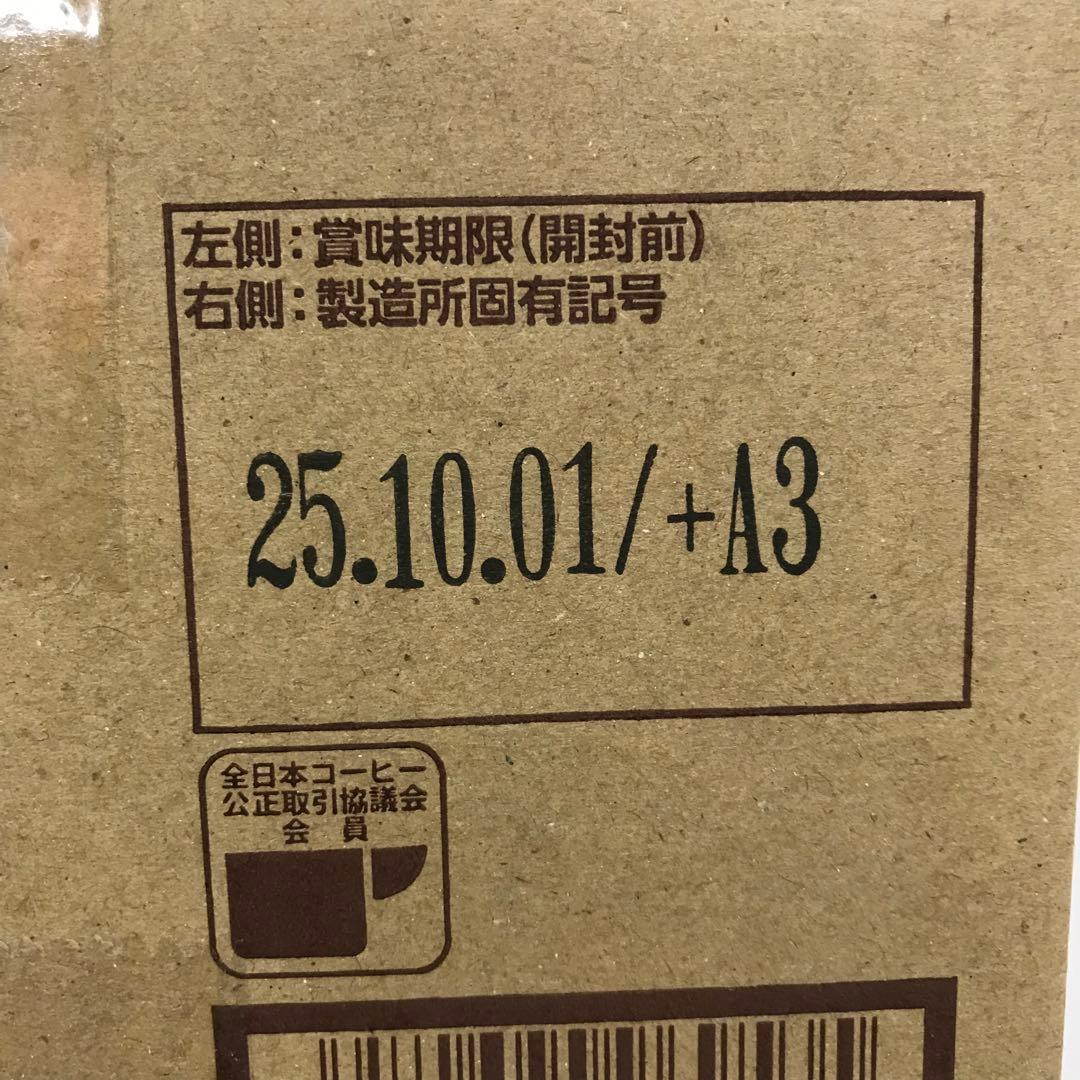 左側：賞味期限（開封前）
右側：製造所固有記号
25.10.01/+A3
全日本コーヒー
公正取引協議会
会員